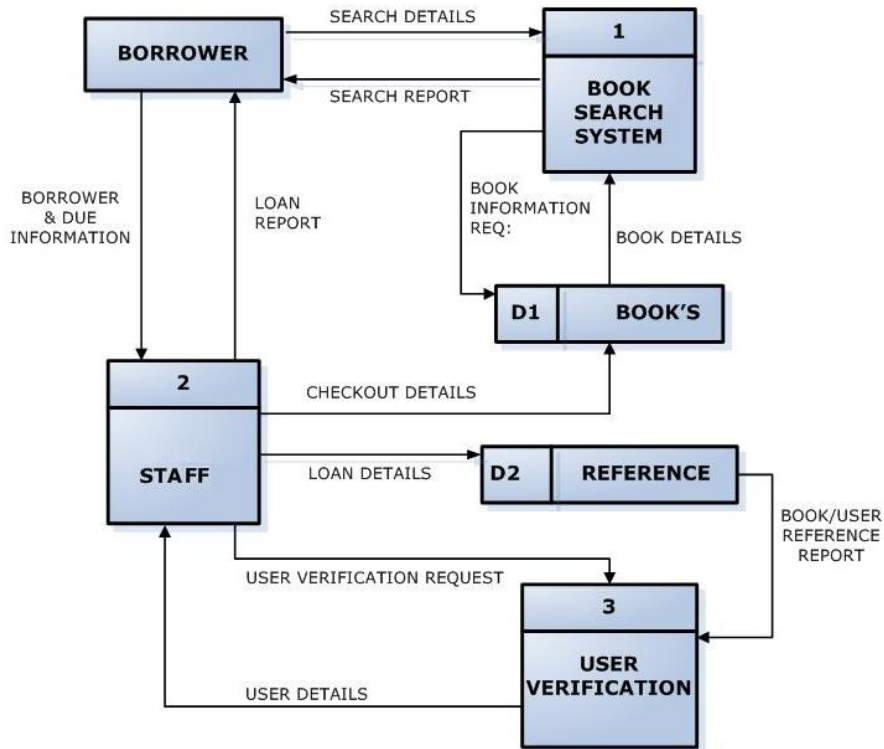 SEARCH DETAILS
1
BORROWER
SEARCH REPORT
BOOK
SEARCH
SYSTEM
BORROWER
& DUE
INFORMATION
LOAN
REPORT
BOOK
INFORMATION
REQ:
BOOK DETAILS
D1
BOOK'S
2
CHECKOUT DETAILS
STAFF
LOAN DETAILS
D2
REFERENCE
BOOK/USER
REFERENCE
REPORT
USER VERIFICATION REQUEST
3
USER
VERIFICATION
USER DETAILS